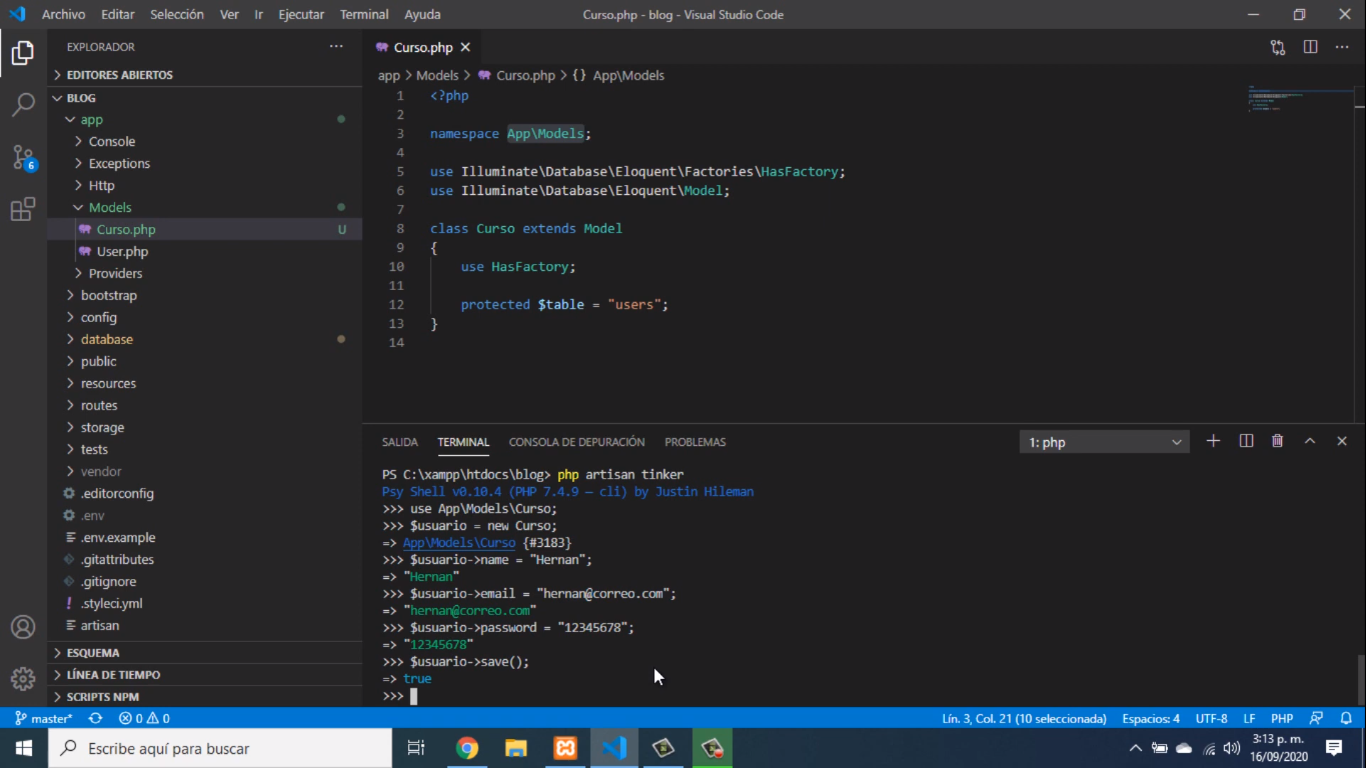 Archivo Editar Selección Ver Ir Ejecutar Terminal Ayuda
Curso.php - blog - Visual Studio Code
EXPLORADOR
EDITORES ABIERTOS
BLOG
app
Console
Exceptions
Http
Models
Curso.php U
User.php
Providers
bootstrap
config
database
public
resources
routes
storage
tests
vendor
.editorconfig
.env
.env.example
.gitattributes
.gitignore
.styleci.yml
artisan
ESQUEMA
LÍNEA DE TIEMPO
SCRIPTS NPM
6
Curso.php
app > Models > Curso.php > {} App\Models
1 <?php
2
3 namespace App\Models;
4
5 use Illuminate\Database\Eloquent\Factories\HasFactory;
6 use Illuminate\Database\Eloquent\Model;
7
8 class Curso extends Model
9 {
10 use HasFactory;
11
12 protected $table = "users";
13 }
14
SALIDA TERMINAL CONSOLA DE DEPURACIÓN PROBLEMAS
1: php
PS C:\xampp\htdocs\blog> php artisan tinker
Psy Shell v0.10.4 (PHP 7.4.9 — cli) by Justin Hileman
>>> use App\Models\Curso;
>>> $usuario = new Curso;
=> App\Models\Curso {#3183}
>>> $usuario->name = "Hernan";
=> "Hernan"
>>> $usuario->email = "hernan@correo.com";
=> "hernan@correo.com"
>>> $usuario->password = "12345678";
=> "12345678"
>>> $usuario->save();
=> true
>>>
master* 0 0
Lín. 3, Col. 21 (10 seleccionada) Espacios: 4 UTF-8 LF PHP
Escribe aquí para buscar
3:13 p. m.
16/09/2020